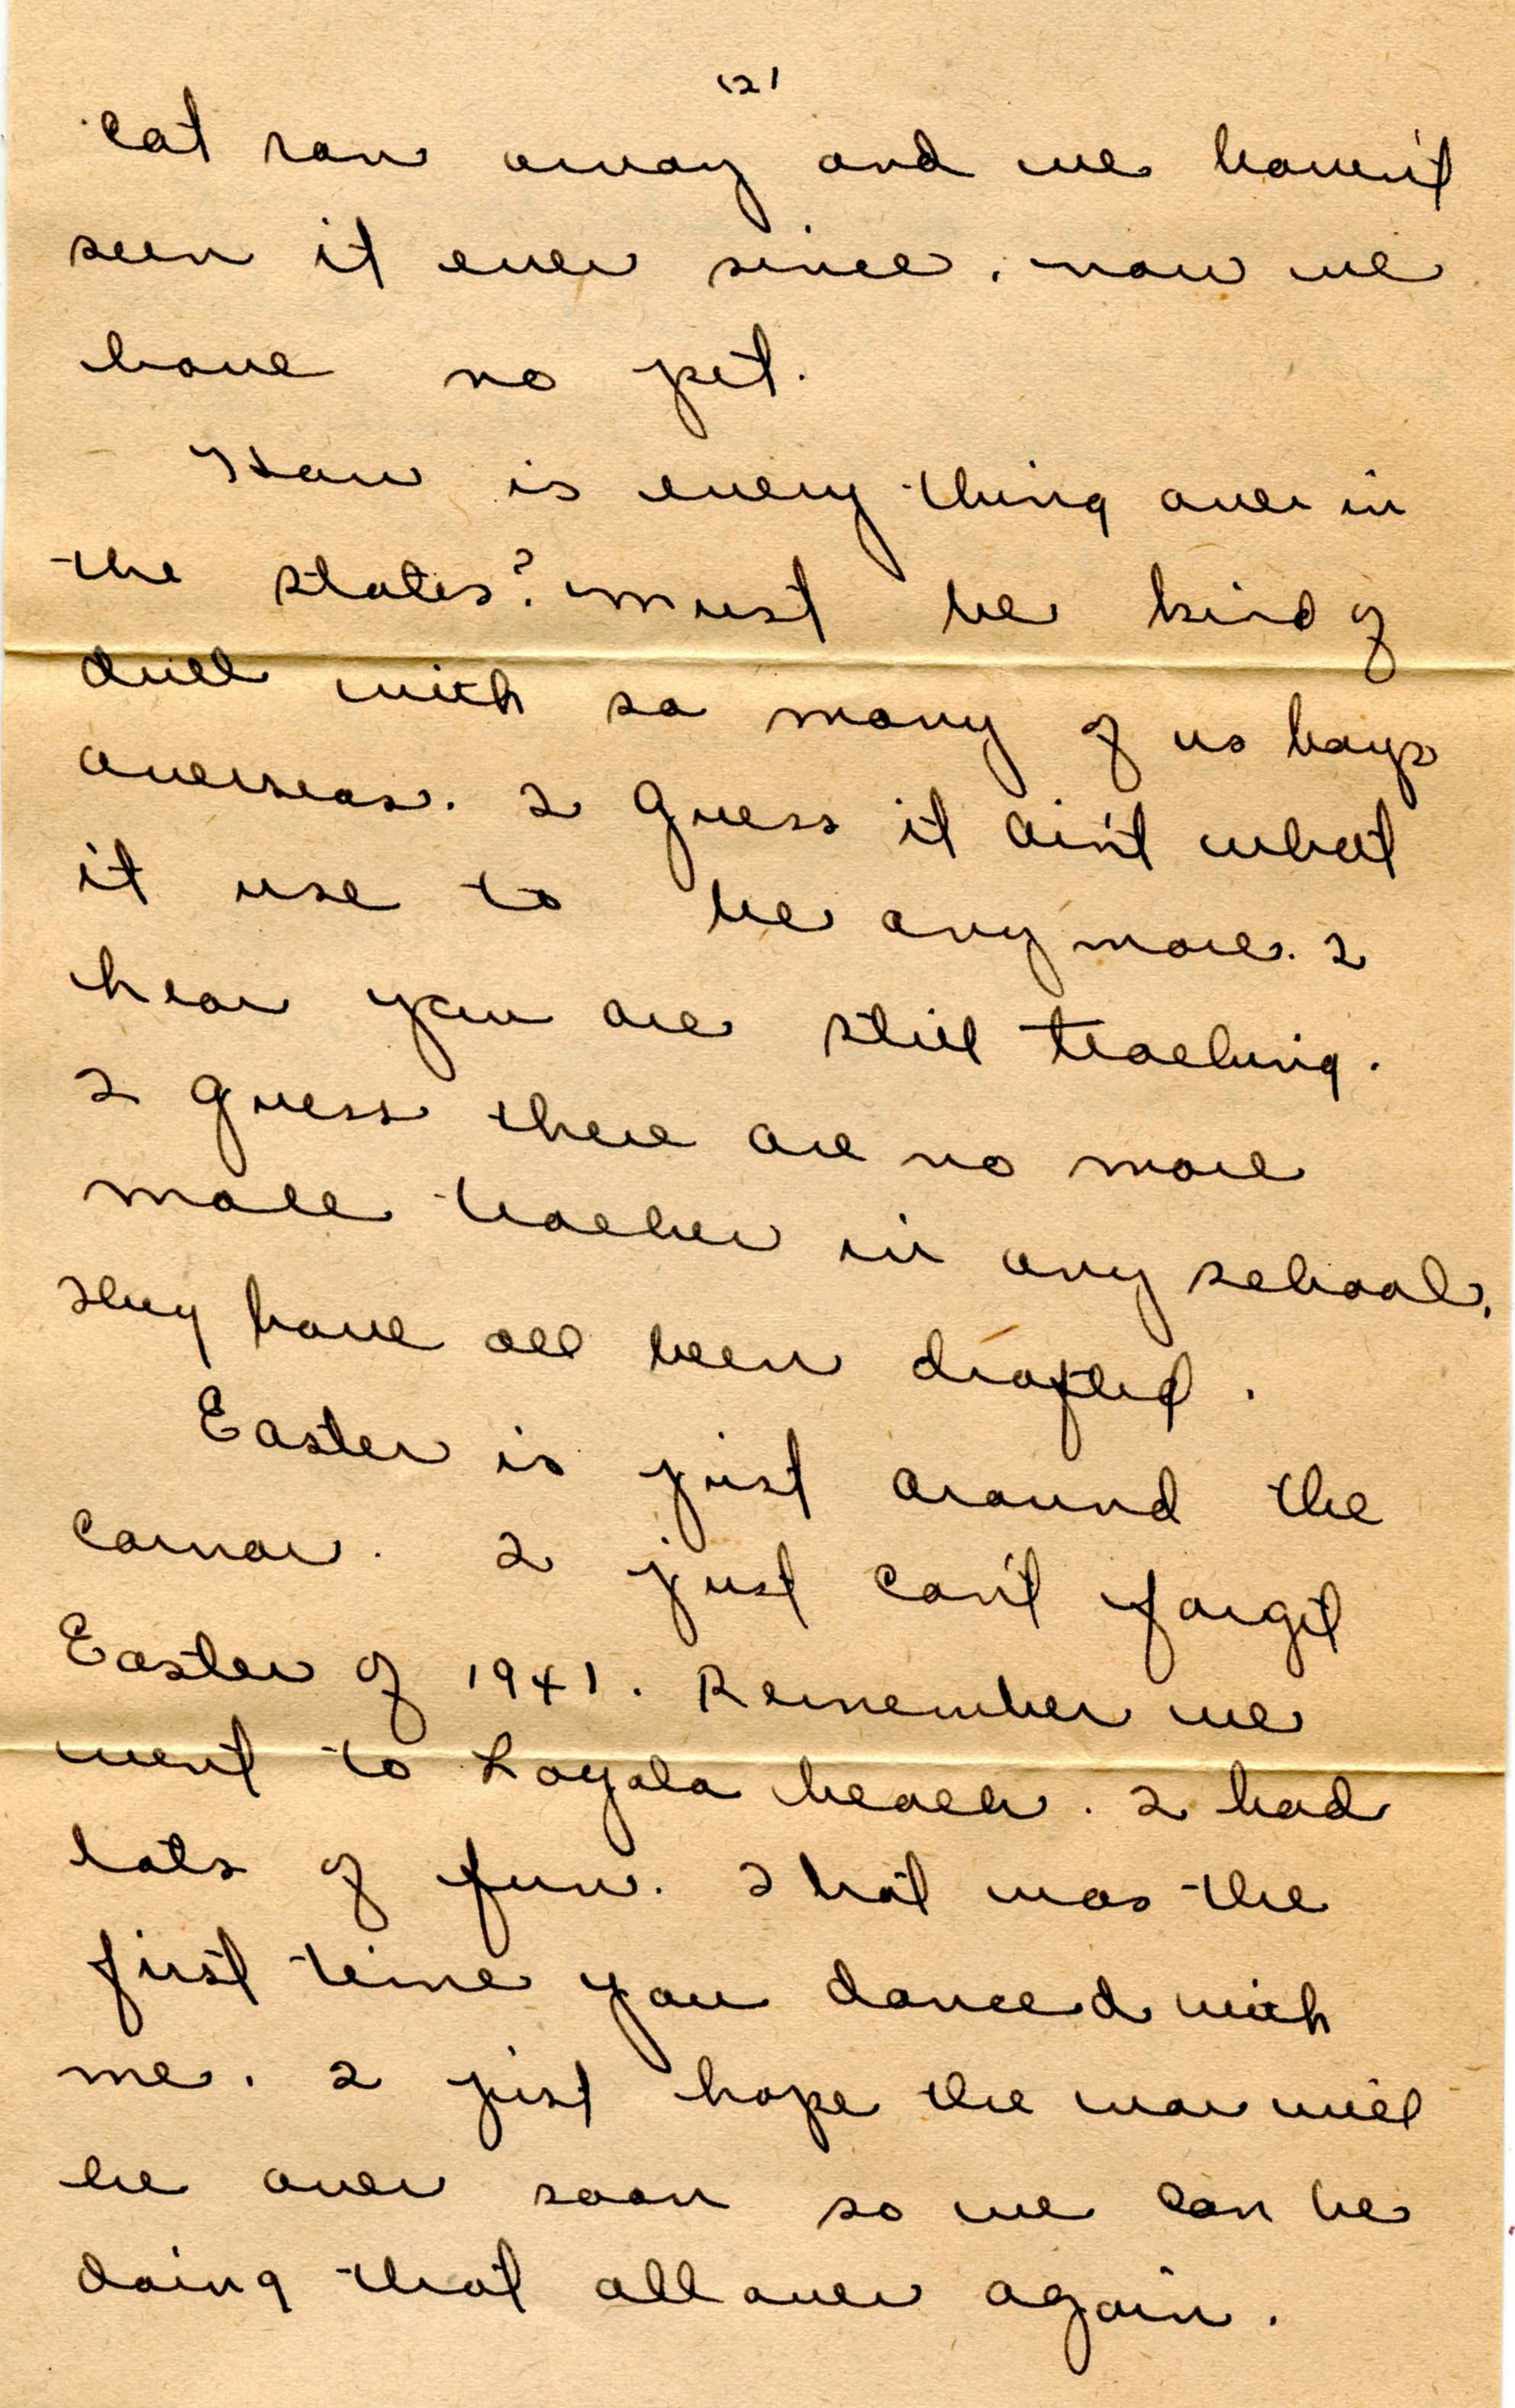 (2)
cat ran away and we haven't
seen it ever since. now we
have no pet.
How is every thing over in
the states? must be kind of
dull with so many of us boys
overseas. I guess it ain't what
it use to be any more. I
hear you are still teaching.
I guess there are no more
male teacher in any school.
They have all been drafted.
Easter is just around the
cornor. I just can't forget
Easter of 1941. Remember we
went to Loyola beach. I had
lots of fun. That was the
first time you danced with
me. I just hope the war will
be over soon so we can be
doing that all over again.